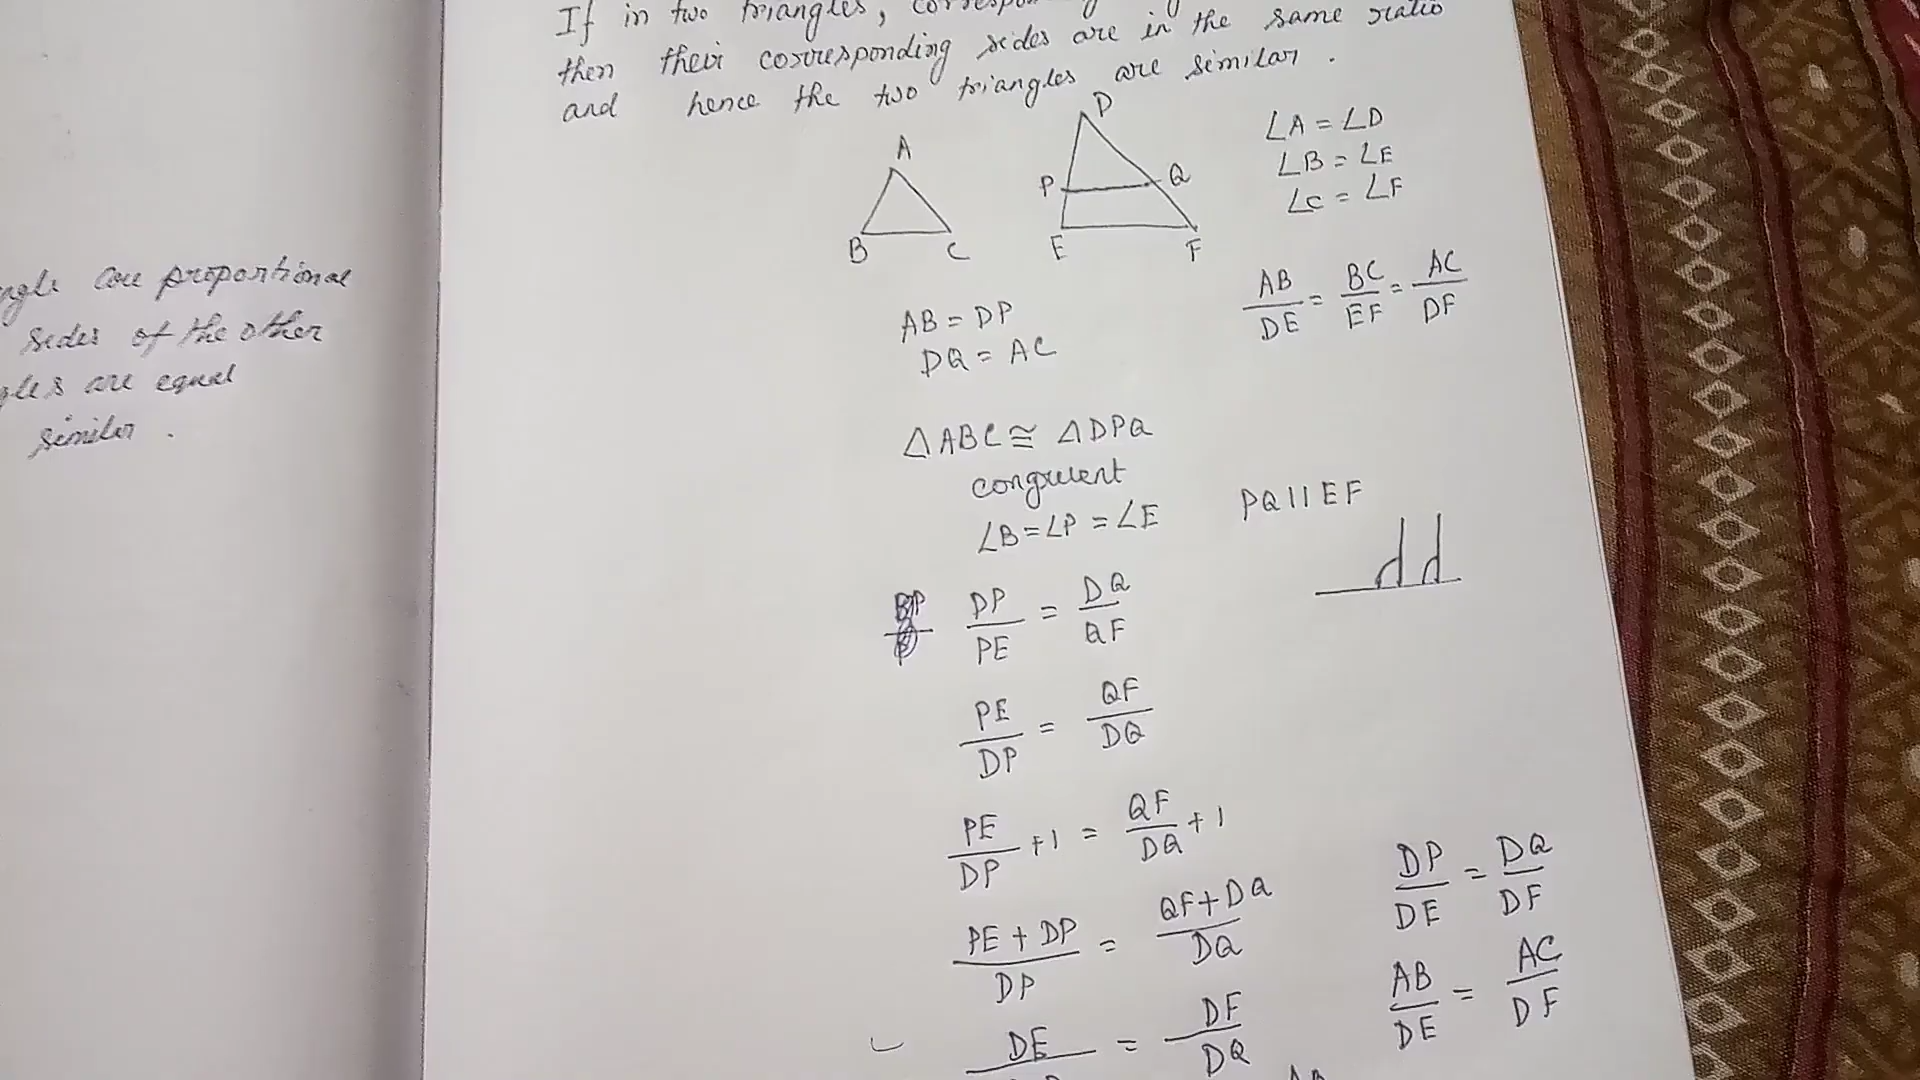 ngle are proportional
sides of the other
gles are equal
similar .
If in two triangles,
then their corresponding sides are in the same ratio
and hence the two triangles are similar .
A
B
C
D
P
Q
E
F
∠A = ∠D
∠B = ∠E
∠C = ∠F
AB/DE = BC/EF = AC/DF
AB = DP
DQ = AC
△ABC ≅ △DPQ
congruent
∠B = ∠P = ∠E
PQ || EF
DP/PE = DQ/QF
PE/DP = QF/DQ
PE/DP + 1 = QF/DQ + 1
PE + DP/DP = QF + DQ/DQ
DE = DF/DQ
DP/DE = DQ/DF
AB/DE = AC/DF